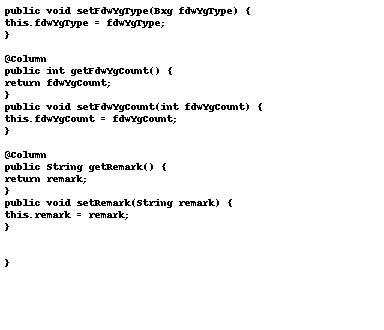 public void setFdwYgType(Bxg fdwYgType) {
this.fdwYgType = fdwYgType;
}
@Column
public int getFdwYgCount() {
return fdwYgCount;
}
public void setFdwYgCount(int fdwYgCount) {
this.fdwYgCount = fdwYgCount;
}
@Column
public String getRemark() {
return remark;
}
public void setRemark(String remark) {
this.remark = remark;
}
}